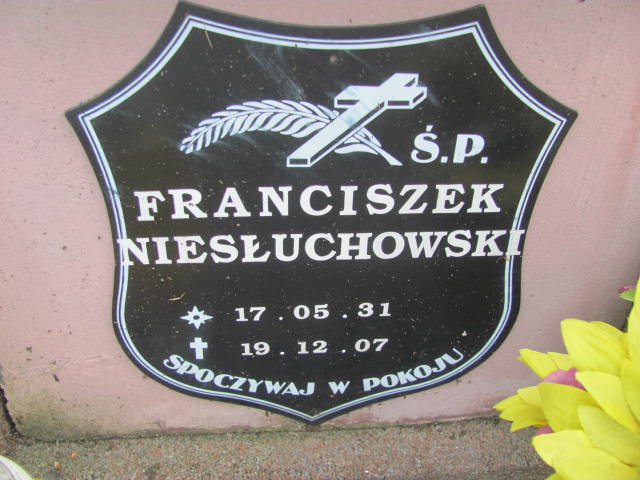 Ś.P.
FRANCISZEK
NIESŁUCHOWSKI
17.05.31
19.12.07
SPOCZYWAJ W POKOJU